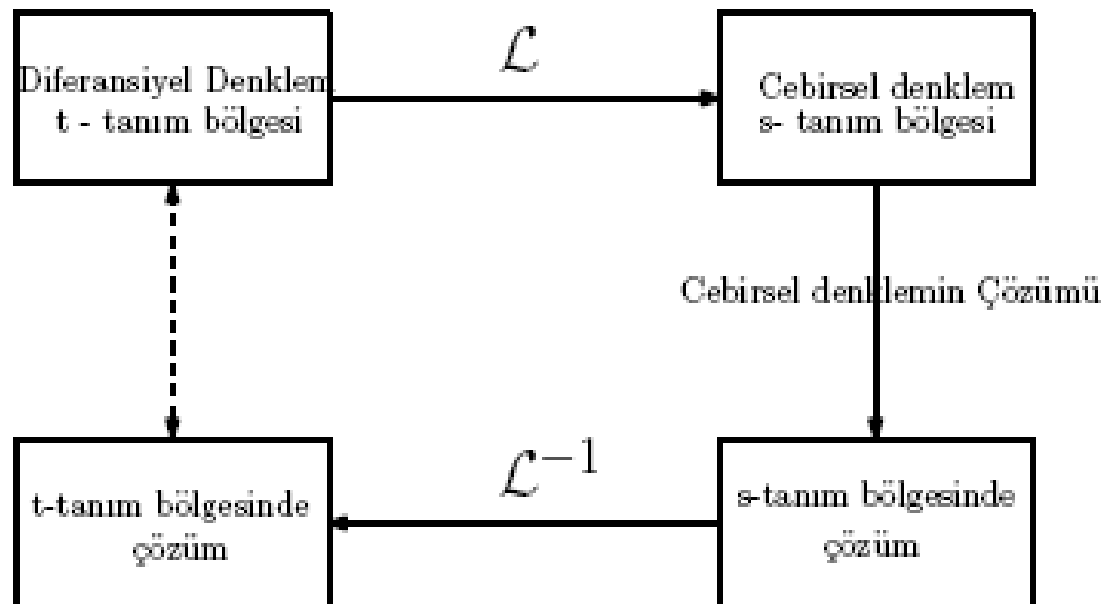 Diferansiyel Denklem
t - tanım bölgesi
ℒ
Cebirsel denklem
s- tanım bölgesi
Cebirsel denklemin Çözümü
t-tanım bölgesinde
çözüm
ℒ⁻¹
s-tanım bölgesinde
çözüm